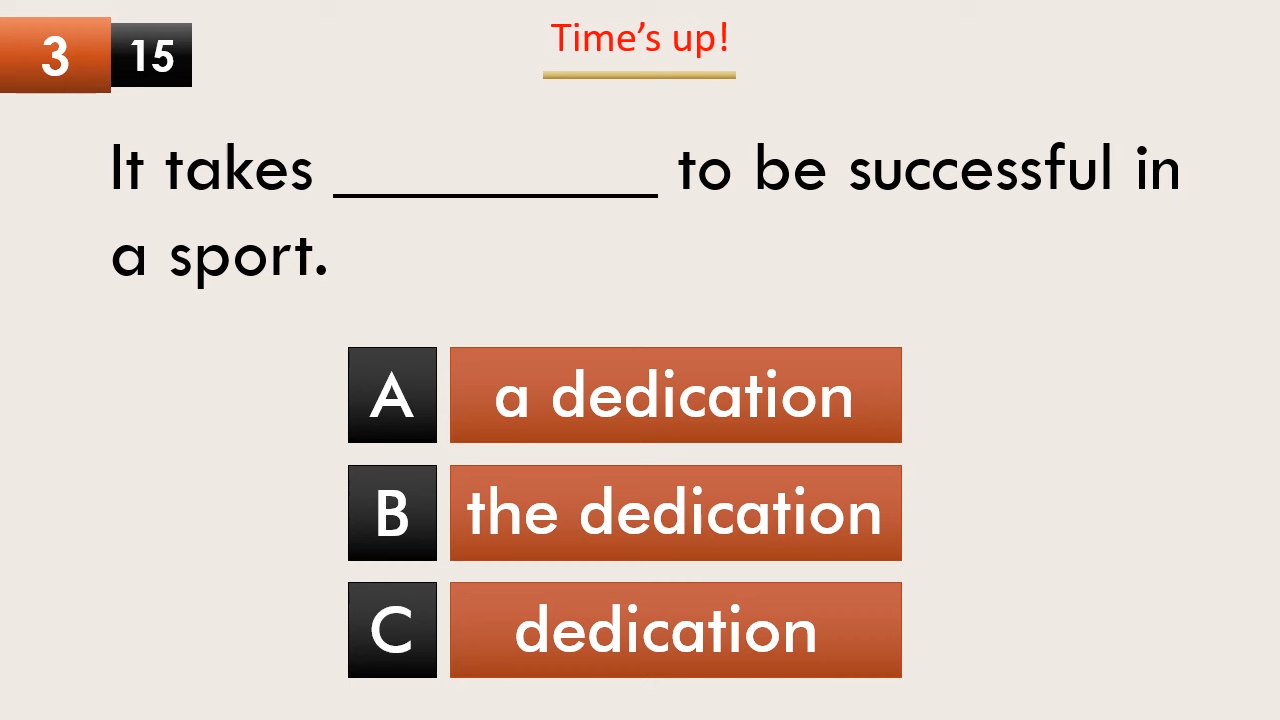 3 15
Time’s up!
It takes __________ to be successful in
a sport.
A a dedication
B the dedication
C dedication